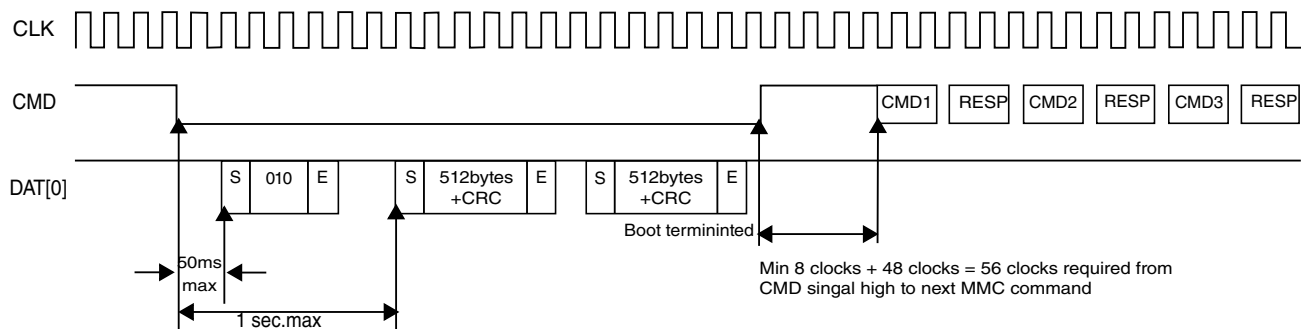 CLK
CMD
CMD1 RESP CMD2 RESP CMD3 RESP
DAT[0]
S 010 E
S 512bytes +CRC E
S 512bytes +CRC E
Boot termininted
50ms
max
1 sec.max
Min 8 clocks + 48 clocks = 56 clocks required from
CMD singal high to next MMC command